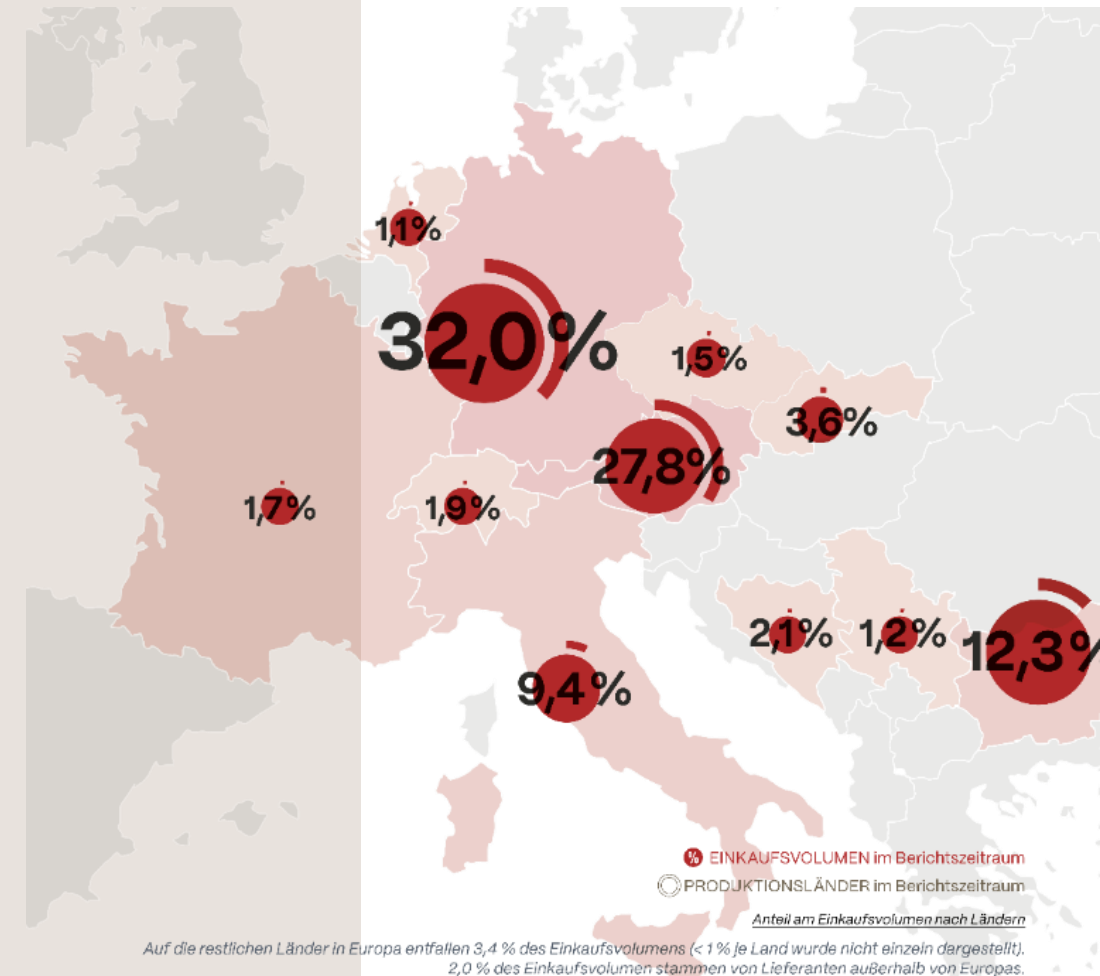 1,1%
32,0%
1,5%
3,6%
27,8%
1,7%
1,9%
2,1%
1,2%
12,3%
9,4%
% EINKAUFSVOLUMEN im Berichtszeitraum
PRODUKTIONSLÄNDER im Berichtszeitraum
Anteil am Einkaufsvolumen nach Ländern
Auf die restlichen Länder in Europa entfallen 3,4 % des Einkaufsvolumens (< 1 % je Land wurde nicht einzeln dargestellt).
2,0 % des Einkaufsvolumen stammen von Lieferanten außerhalb von Europas.